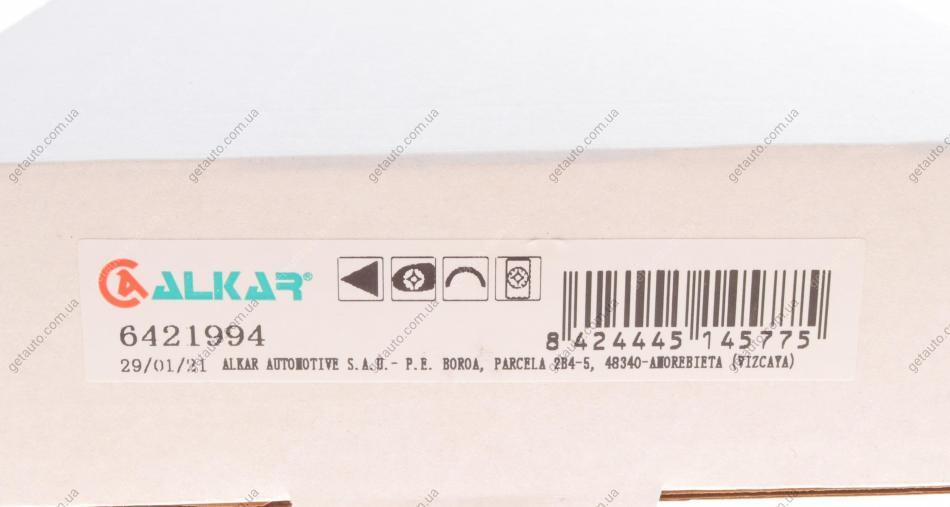 ALKAR®
6421994
8 424445 145775
29/01/21 ALKAR AUTOMOTIVE S.A.U.- P.E. BOROA, PARCELA 2B4-5, 48340-AMOREBIETA (VIZCAYA)
getauto.com.ua